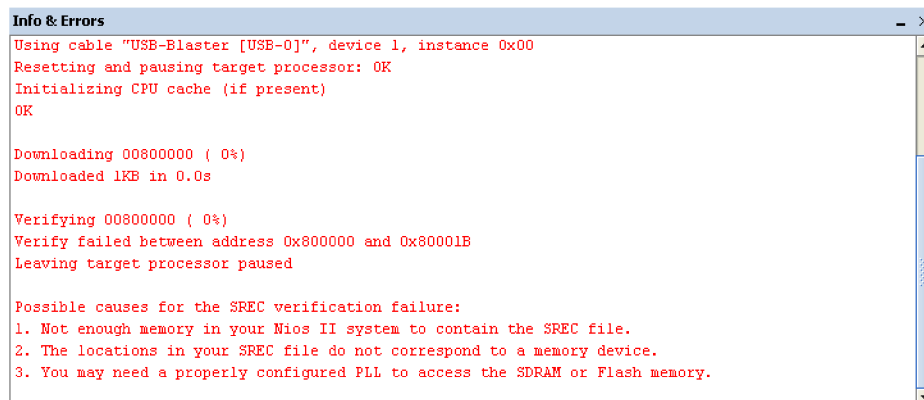 Info & Errors
Using cable "USB-Blaster [USB-0]", device 1, instance 0x00
Resetting and pausing target processor: OK
Initializing CPU cache (if present)
OK
Downloading 00800000 ( 0%)
Downloaded 1KB in 0.0s
Verifying 00800000 ( 0%)
Verify failed between address 0x800000 and 0x80001B
Leaving target processor paused
Possible causes for the SREC verification failure:
1. Not enough memory in your Nios II system to contain the SREC file.
2. The locations in your SREC file do not correspond to a memory device.
3. You may need a properly configured PLL to access the SDRAM or Flash memory.